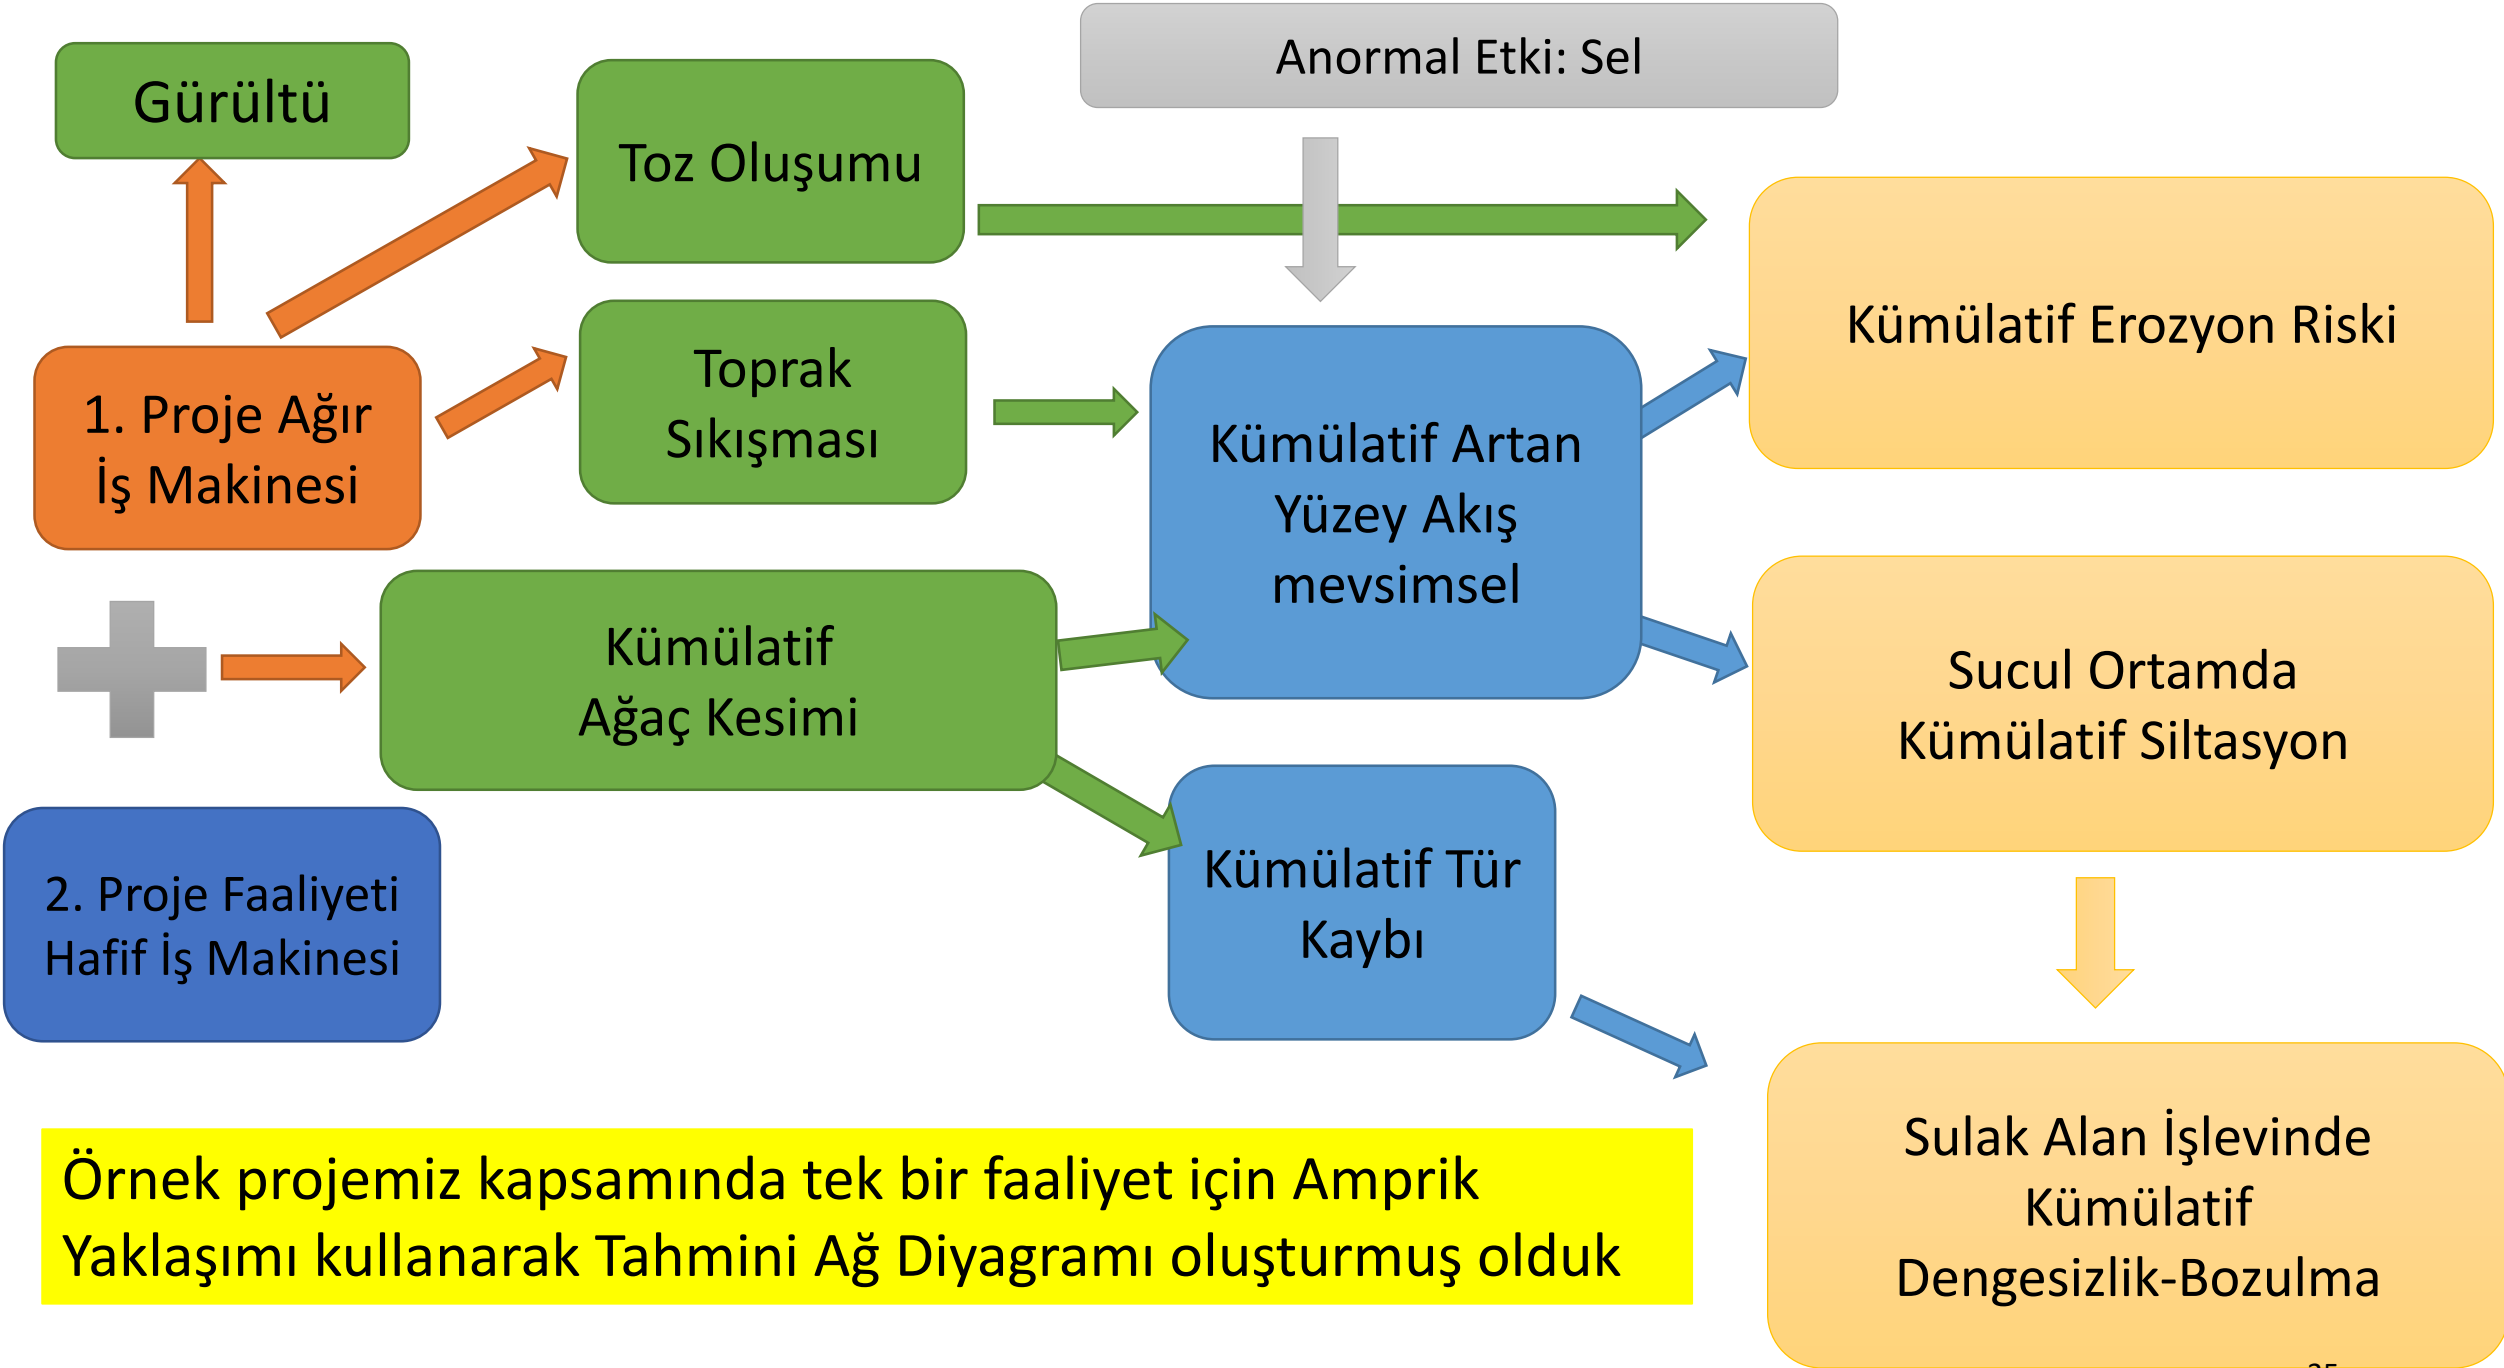 Anormal Etki: Sel
Gürültü
Toz Oluşumu
Kümülatif Erozyon Riski
Toprak
Sıkışması
1. Proje Ağır
İş Makinesi
Kümülatif Artan
Yüzey Akış
mevsimsel
Kümülatif
Ağaç Kesimi
Sucul Ortamda
Kümülatif Siltasyon
2. Proje Faaliyeti
Hafif İş Makinesi
Kümülatif Tür
Kaybı
Sulak Alan İşlevinde
Kümülatif
Dengesizlik-Bozulma
Örnek projemiz kapsamında tek bir faaliyet için Amprik
Yaklaşımı kullanarak Tahmini Ağ Diyagramı oluşturmuş olduk